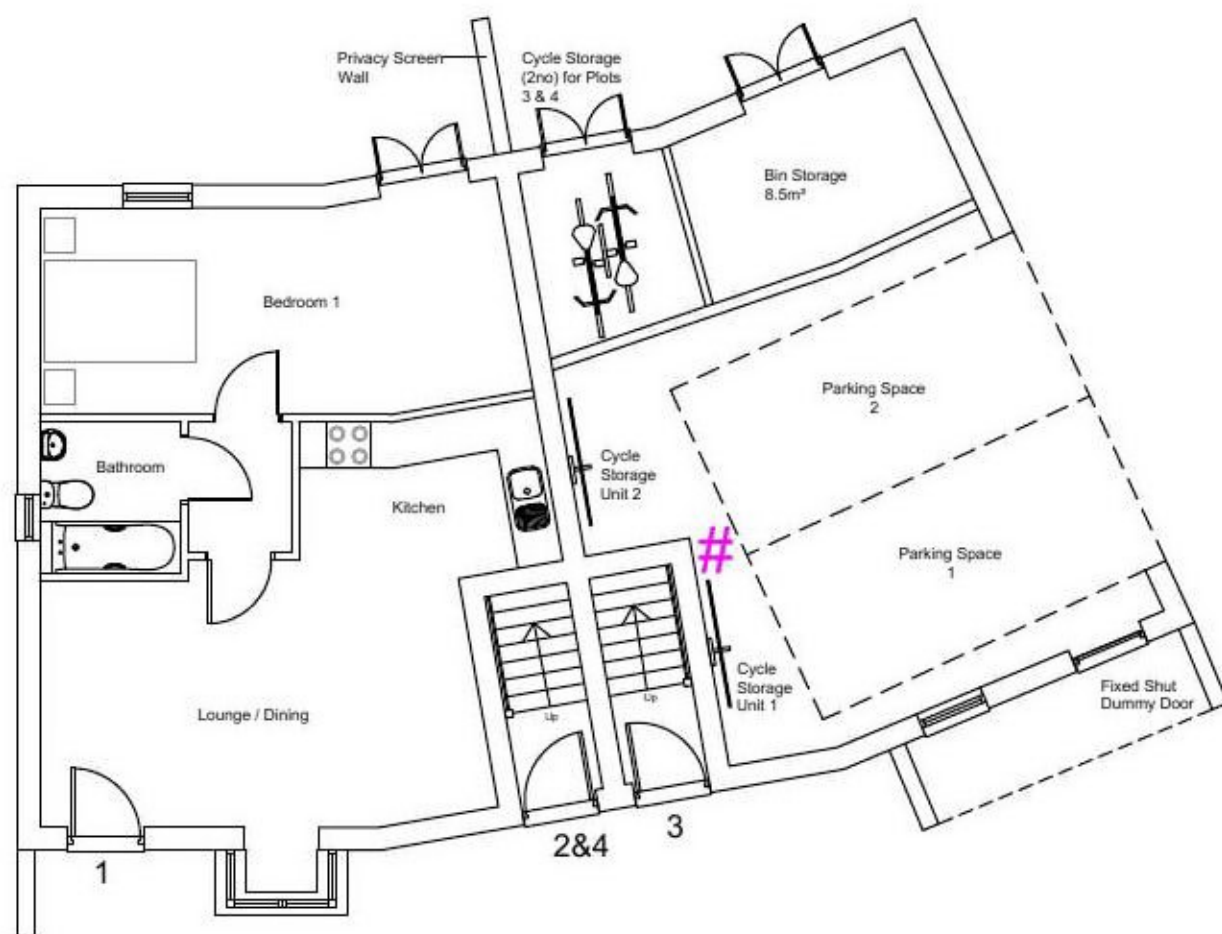 Privacy Screen
Wall
Cycle Storage
(2no) for Plots
3 & 4
Bin Storage
8.5m²
Bedroom 1
Parking Space
2
Bathroom
Cycle
Storage
Unit 2
Kitchen
#
Parking Space
1
Cycle
Storage
Unit 1
Fixed Shut
Dummy Door
Lounge / Dining
Up
Up
1
2&4
3